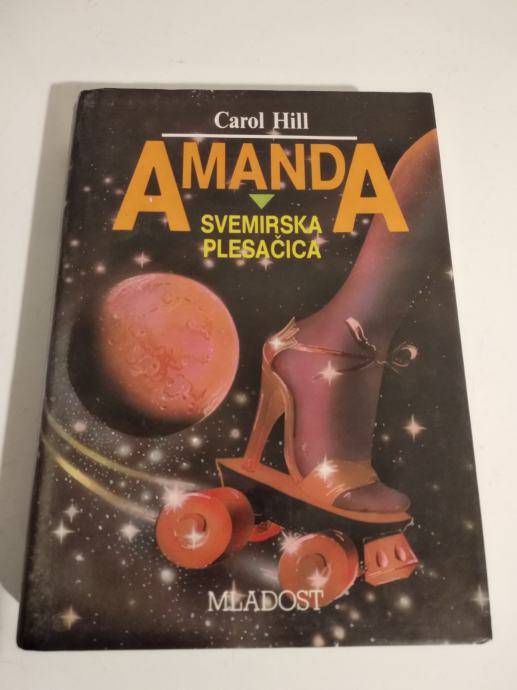 Carol Hill
AMANDA
SVEMIRSKA
PLESAČICA
MLADOST